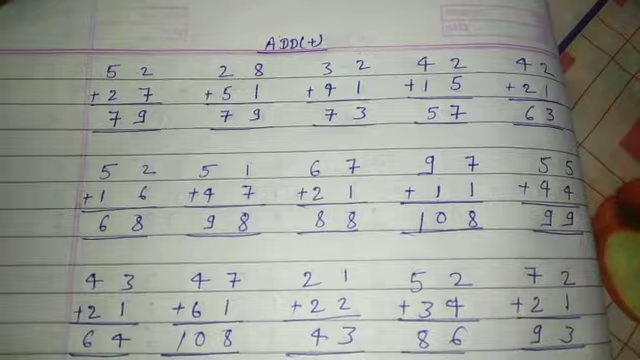 ADD(+)
5 2 2 8 3 2 4 2 4 2
+2 7 +5 1 +4 1 +1 5 +2 1
7 9 7 9 7 3 5 7 6 3
5 2 5 1 6 7 9 7 5 5
+1 6 +4 7 +2 1 +1 1 +4 4
6 8 9 8 8 8 1 0 8 9 9
4 3 4 7 2 1 5 2 7 2
+2 1 +6 1 +2 2 +3 4 +2 1
6 4 1 0 8 4 3 8 6 9 3